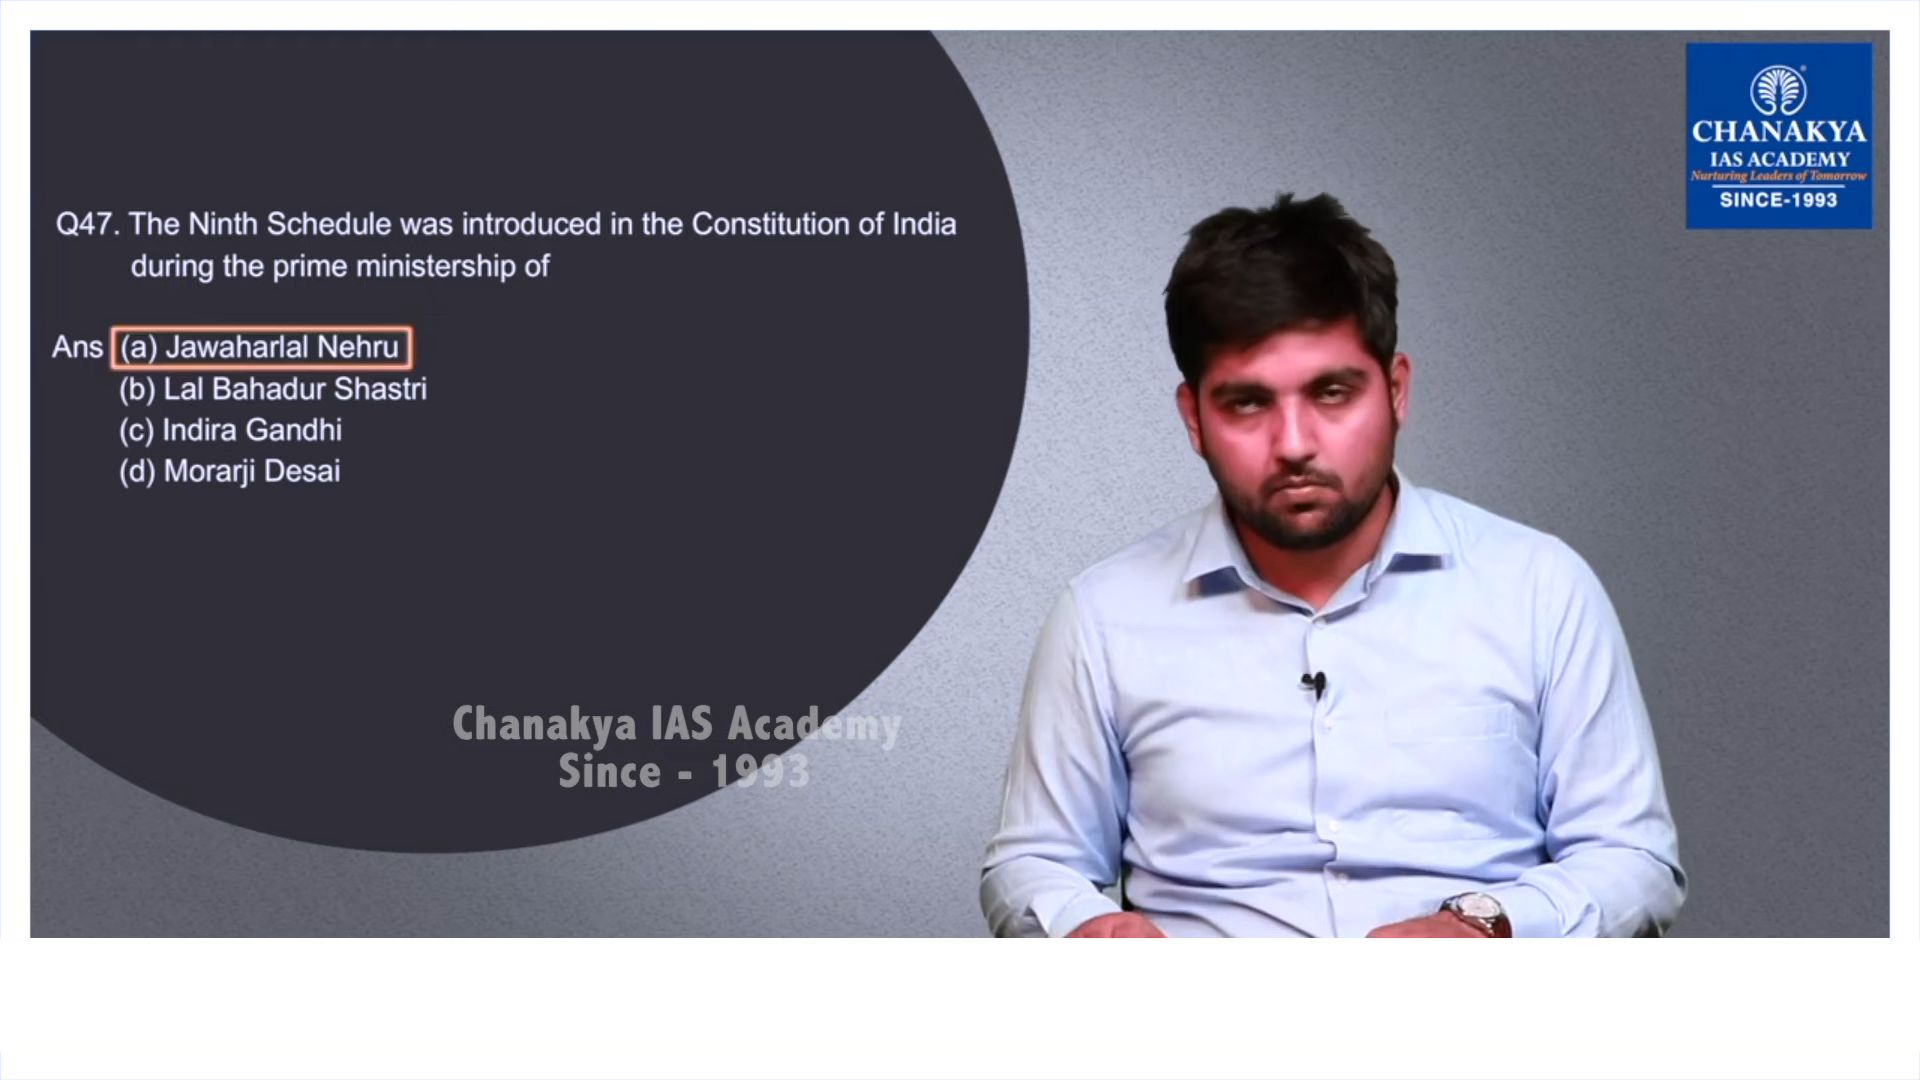 CHANAKYA
IAS ACADEMY
Nurturing Leaders of Tomorrow
SINCE-1993
Q47. The Ninth Schedule was introduced in the Constitution of India
during the prime ministership of
Ans (a) Jawaharlal Nehru
(b) Lal Bahadur Shastri
(c) Indira Gandhi
(d) Morarji Desai
Chanakya IAS Academy
Since - 1993